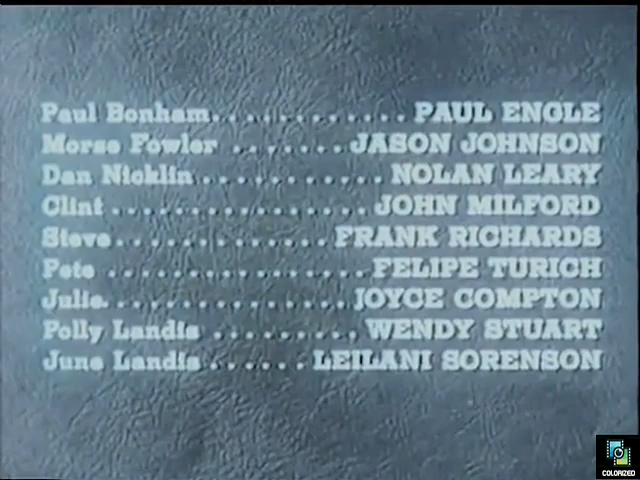 Paul Bonham............PAUL ENGLE
Morse Fowler .......JASON JOHNSON
Dan Nicklin ...........NOLAN LEARY
Clint ................JOHN MILFORD
Steve.............FRANK RICHARDS
Pete ................FELIPE TURICH
Julie................JOYCE COMPTON
Polly Landis .........WENDY STUART
June Landis......LEILANI SORENSON
COLORIZED